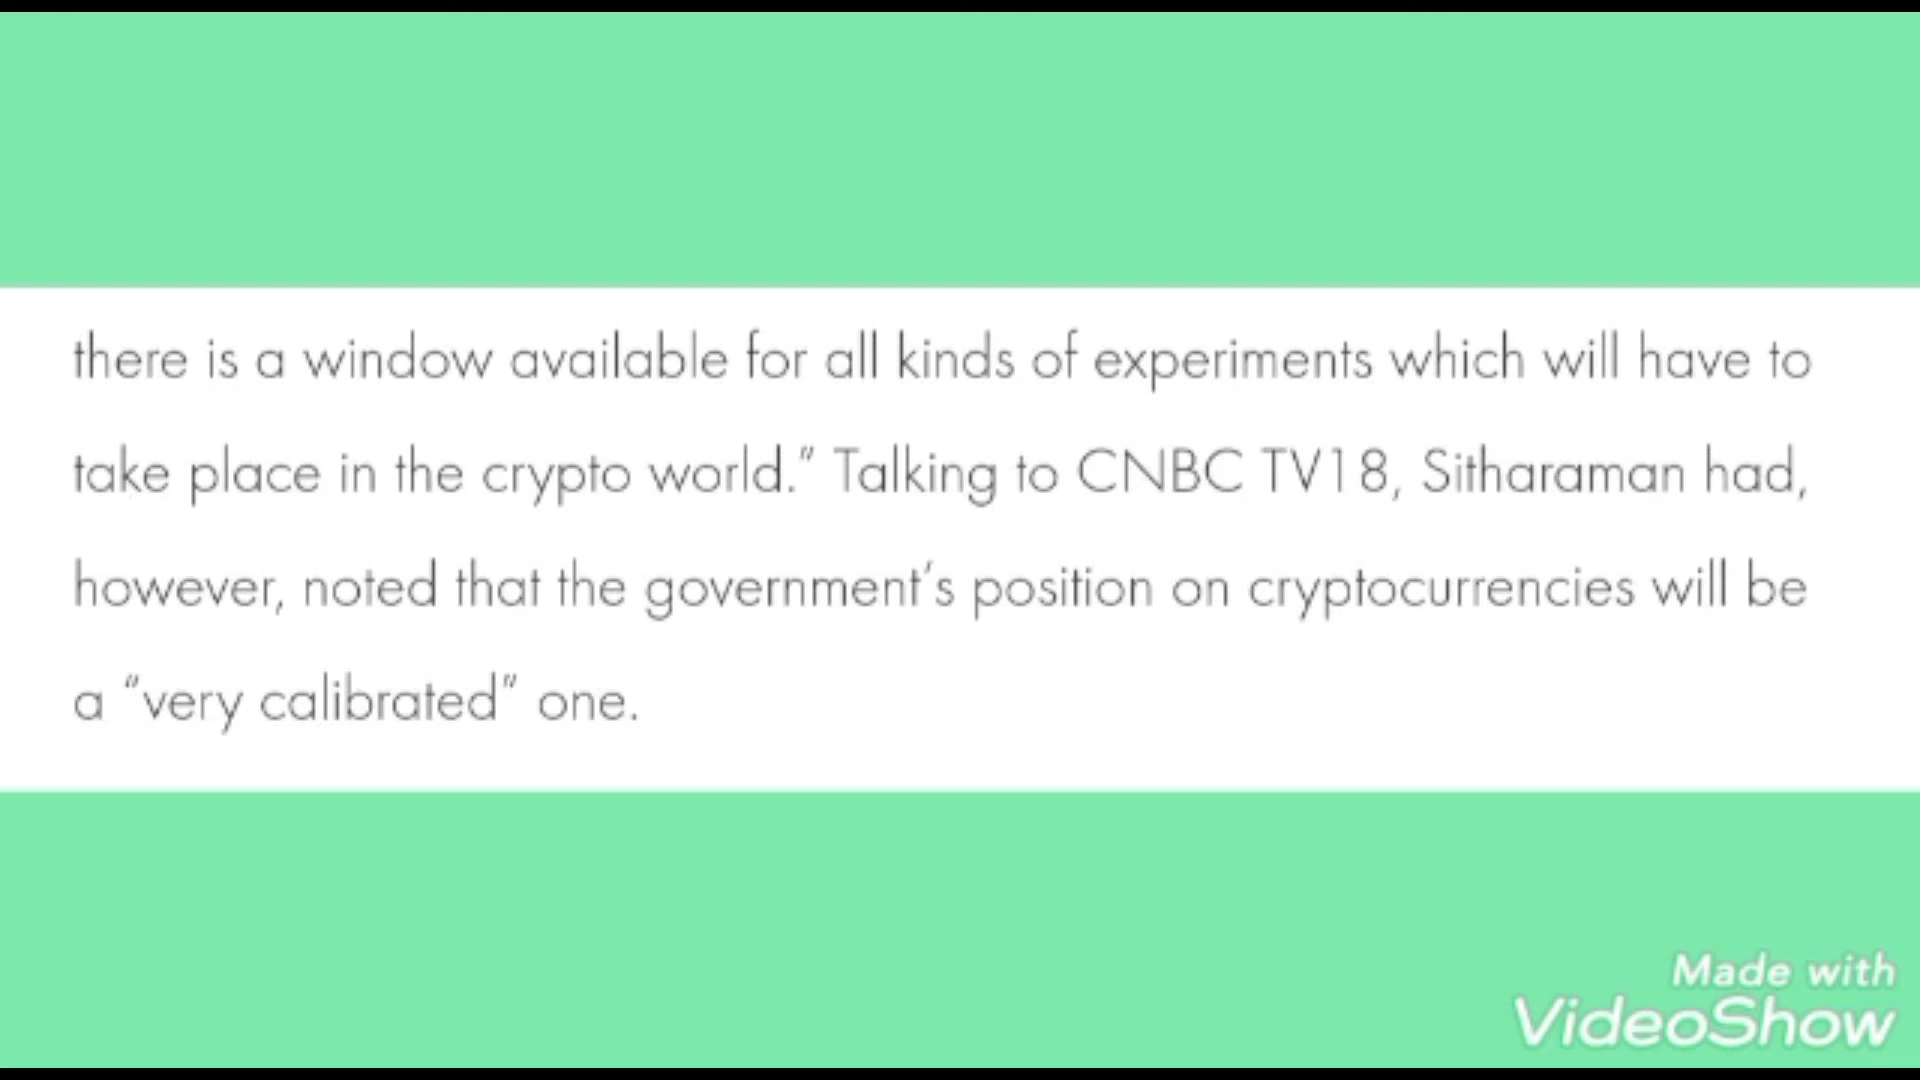 there is a window available for all kinds of experiments which will have to
take place in the crypto world.” Talking to CNBC TV18, Sitharaman had,
however, noted that the government’s position on cryptocurrencies will be
a “very calibrated” one.
Made with
VideoShow